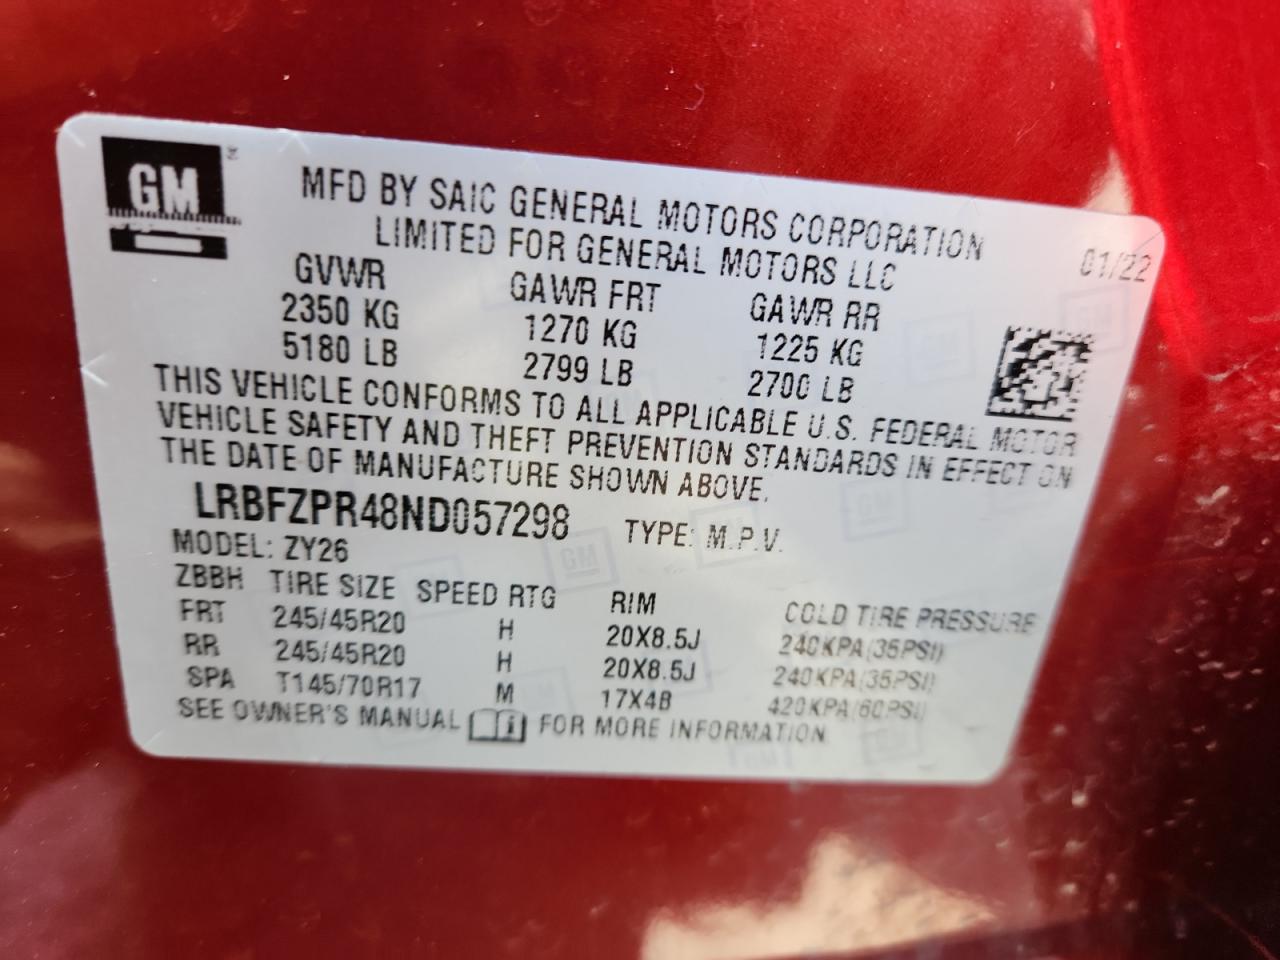 GM
MFD BY SAIC GENERAL MOTORS CORPORATION
LIMITED FOR GENERAL MOTORS LLC
01/22
GVWR GAWR FRT GAWR RR
2350 KG 1270 KG 1225 KG
5180 LB 2799 LB 2700 LB
THIS VEHICLE CONFORMS TO ALL APPLICABLE U.S. FEDERAL MOTOR
VEHICLE SAFETY AND THEFT PREVENTION STANDARDS IN EFFECT ON
THE DATE OF MANUFACTURE SHOWN ABOVE.
LRBFZPR48ND057298 TYPE: M.P.V.
MODEL: ZY26
ZBBH TIRE SIZE SPEED RTG RIM COLD TIRE PRESSURE
FRT 245/45R20 H 20X8.5J 240KPA(35PSI)
RR 245/45R20 H 20X8.5J 240KPA(35PSI)
SPA T145/70R17 M 17X4B 420KPA(60PSI)
SEE OWNER'S MANUAL FOR MORE INFORMATION